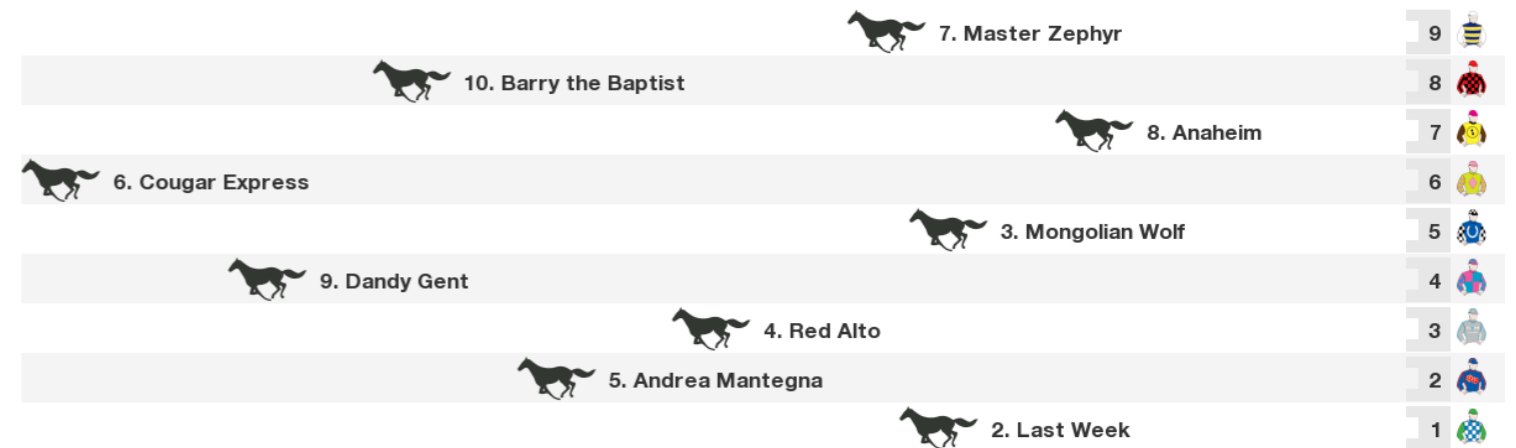 7. Master Zephyr 9
10. Barry the Baptist 8
8. Anaheim 7
6. Cougar Express 6
3. Mongolian Wolf 5
9. Dandy Gent 4
4. Red Alto 3
5. Andrea Mantegna 2
2. Last Week 1